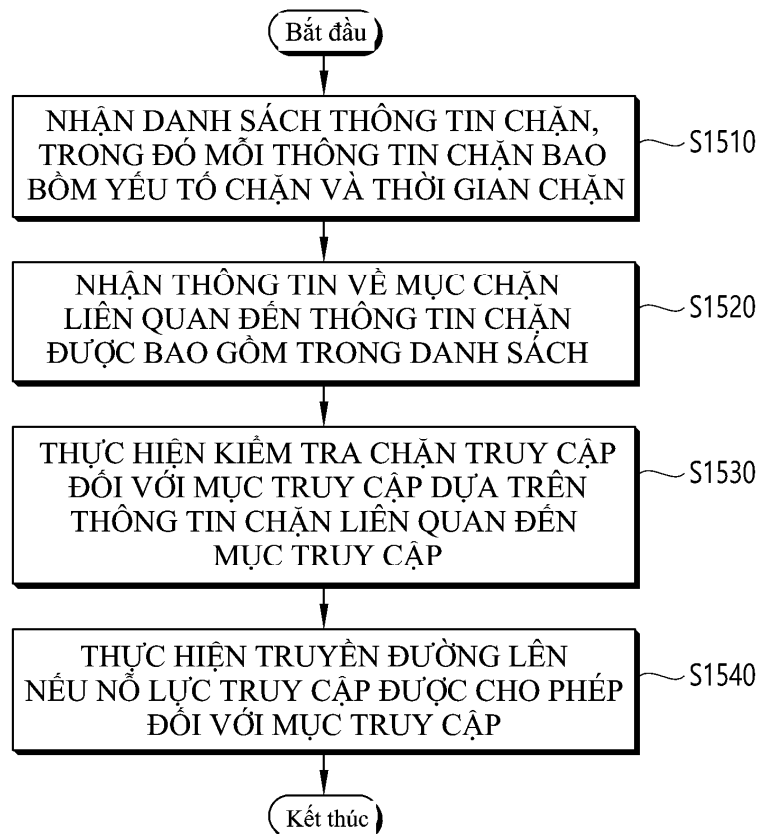 Bắt đầu
NHẬN DANH SÁCH THÔNG TIN CHẶN,
TRONG ĐÓ MỖI THÔNG TIN CHẶN BAO
BỒM YẾU TỐ CHẶN VÀ THỜI GIAN CHẶN
S1510
NHẬN THÔNG TIN VỀ MỤC CHẶN
LIÊN QUAN ĐẾN THÔNG TIN CHẶN
ĐƯỢC BAO GỒM TRONG DANH SÁCH
S1520
THỰC HIỆN KIỂM TRA CHẶN TRUY CẬP
ĐỐI VỚI MỤC TRUY CẬP DỰA TRÊN
THÔNG TIN CHẶN LIÊN QUAN ĐẾN
MỤC TRUY CẬP
S1530
THỰC HIỆN TRUYỀN ĐƯỜNG LÊN
NẾU NỖ LỰC TRUY CẬP ĐƯỢC CHO PHÉP
ĐỐI VỚI MỤC TRUY CẬP
S1540
Kết thúc